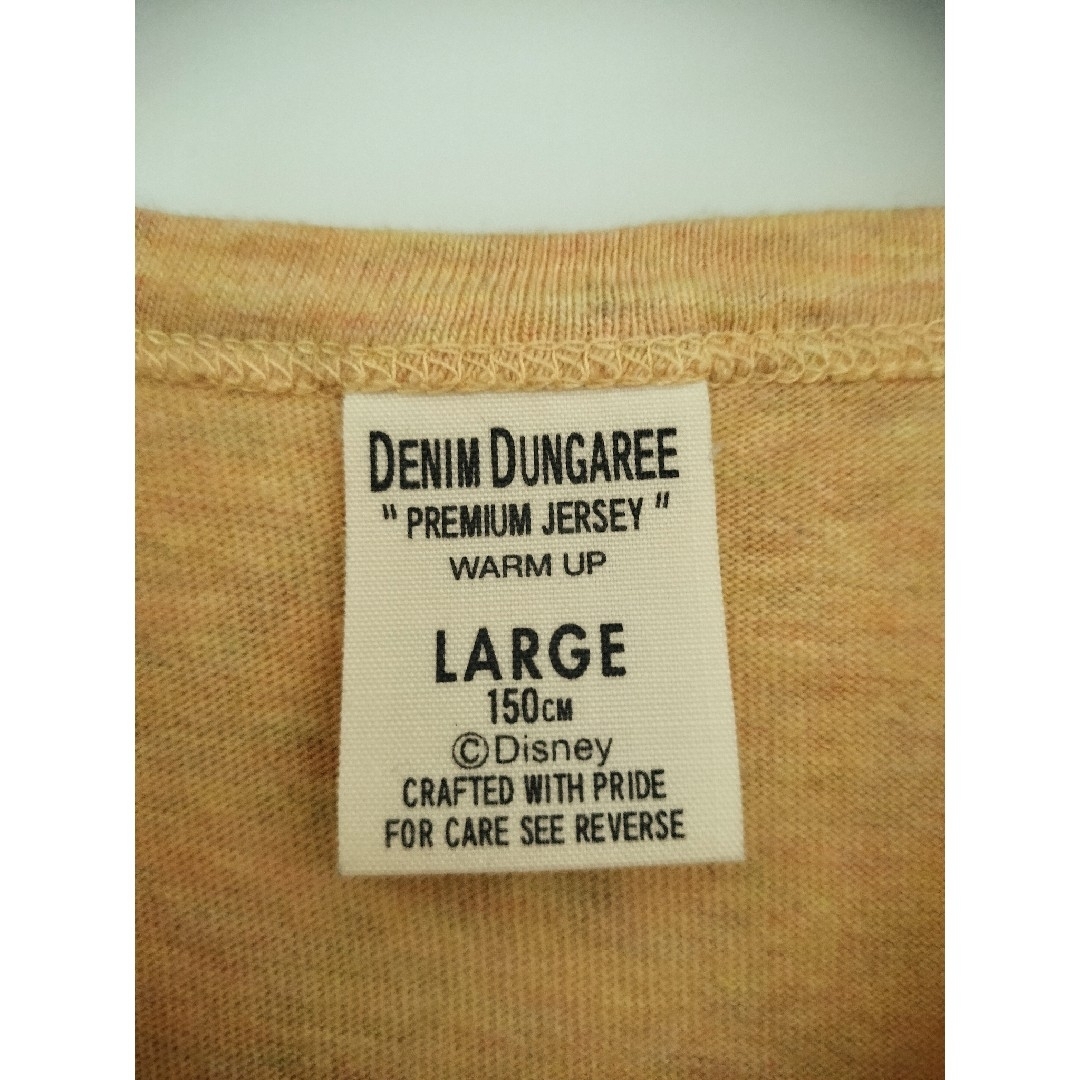 DENIM DUNGAREE
" PREMIUM JERSEY "
WARM UP
LARGE
150CM
©Disney
CRAFTED WITH PRIDE
FOR CARE SEE REVERSE